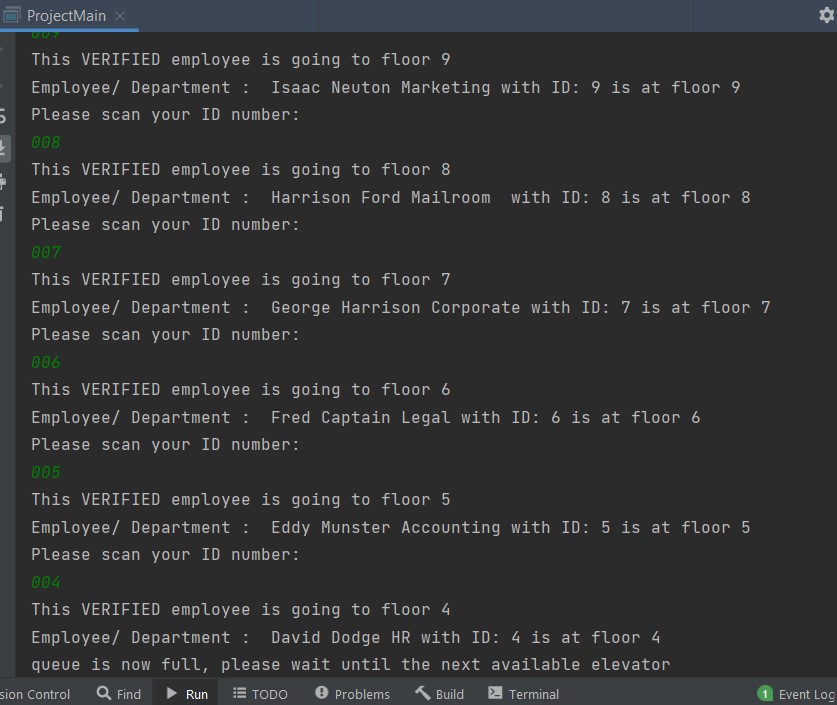 ProjectMain
009
This VERIFIED employee is going to floor 9
Employee/ Department :  Isaac Neuton Marketing with ID: 9 is at floor 9
Please scan your ID number:
008
This VERIFIED employee is going to floor 8
Employee/ Department :  Harrison Ford Mailroom  with ID: 8 is at floor 8
Please scan your ID number:
007
This VERIFIED employee is going to floor 7
Employee/ Department :  George Harrison Corporate with ID: 7 is at floor 7
Please scan your ID number:
006
This VERIFIED employee is going to floor 6
Employee/ Department :  Fred Captain Legal with ID: 6 is at floor 6
Please scan your ID number:
005
This VERIFIED employee is going to floor 5
Employee/ Department :  Eddy Munster Accounting with ID: 5 is at floor 5
Please scan your ID number:
004
This VERIFIED employee is going to floor 4
Employee/ Department :  David Dodge HR with ID: 4 is at floor 4
queue is now full, please wait until the next available elevator
sion Control Find Run TODO Problems Build Terminal 1 Event Log